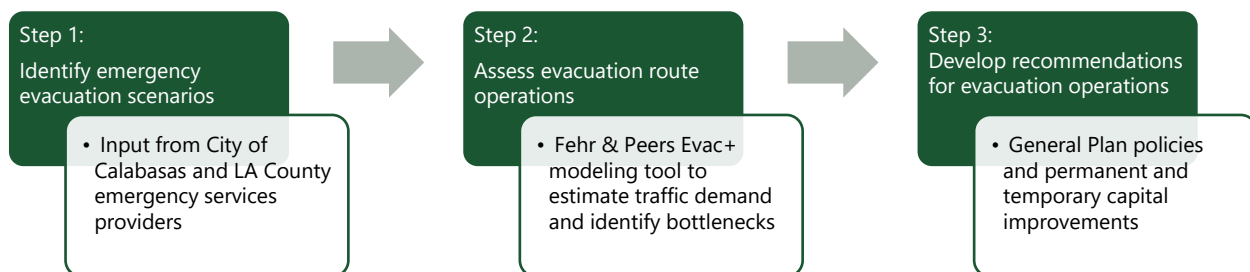 Step 1:
Identify emergency
evacuation scenarios
• Input from City of
Calabasas and LA County
emergency services
providers
Step 2:
Assess evacuation route
operations
• Fehr & Peers Evac+
modeling tool to
estimate traffic demand
and identify bottlenecks
Step 3:
Develop recommendations
for evacuation operations
• General Plan policies
and permanent and
temporary capital
improvements